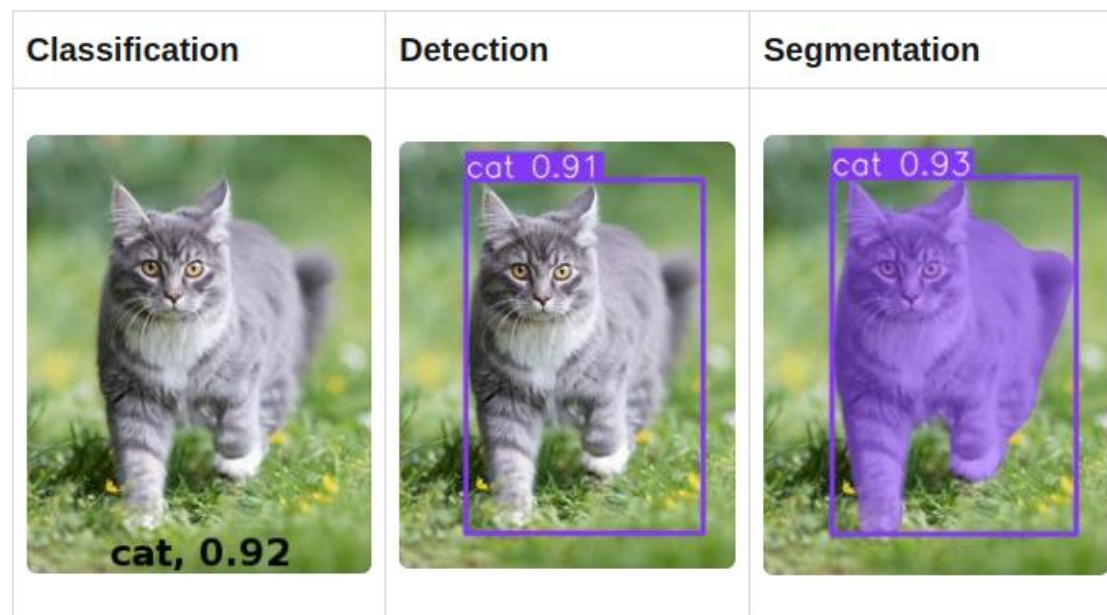 Classification
Detection
Segmentation
cat, 0.92
cat 0.91
cat 0.93